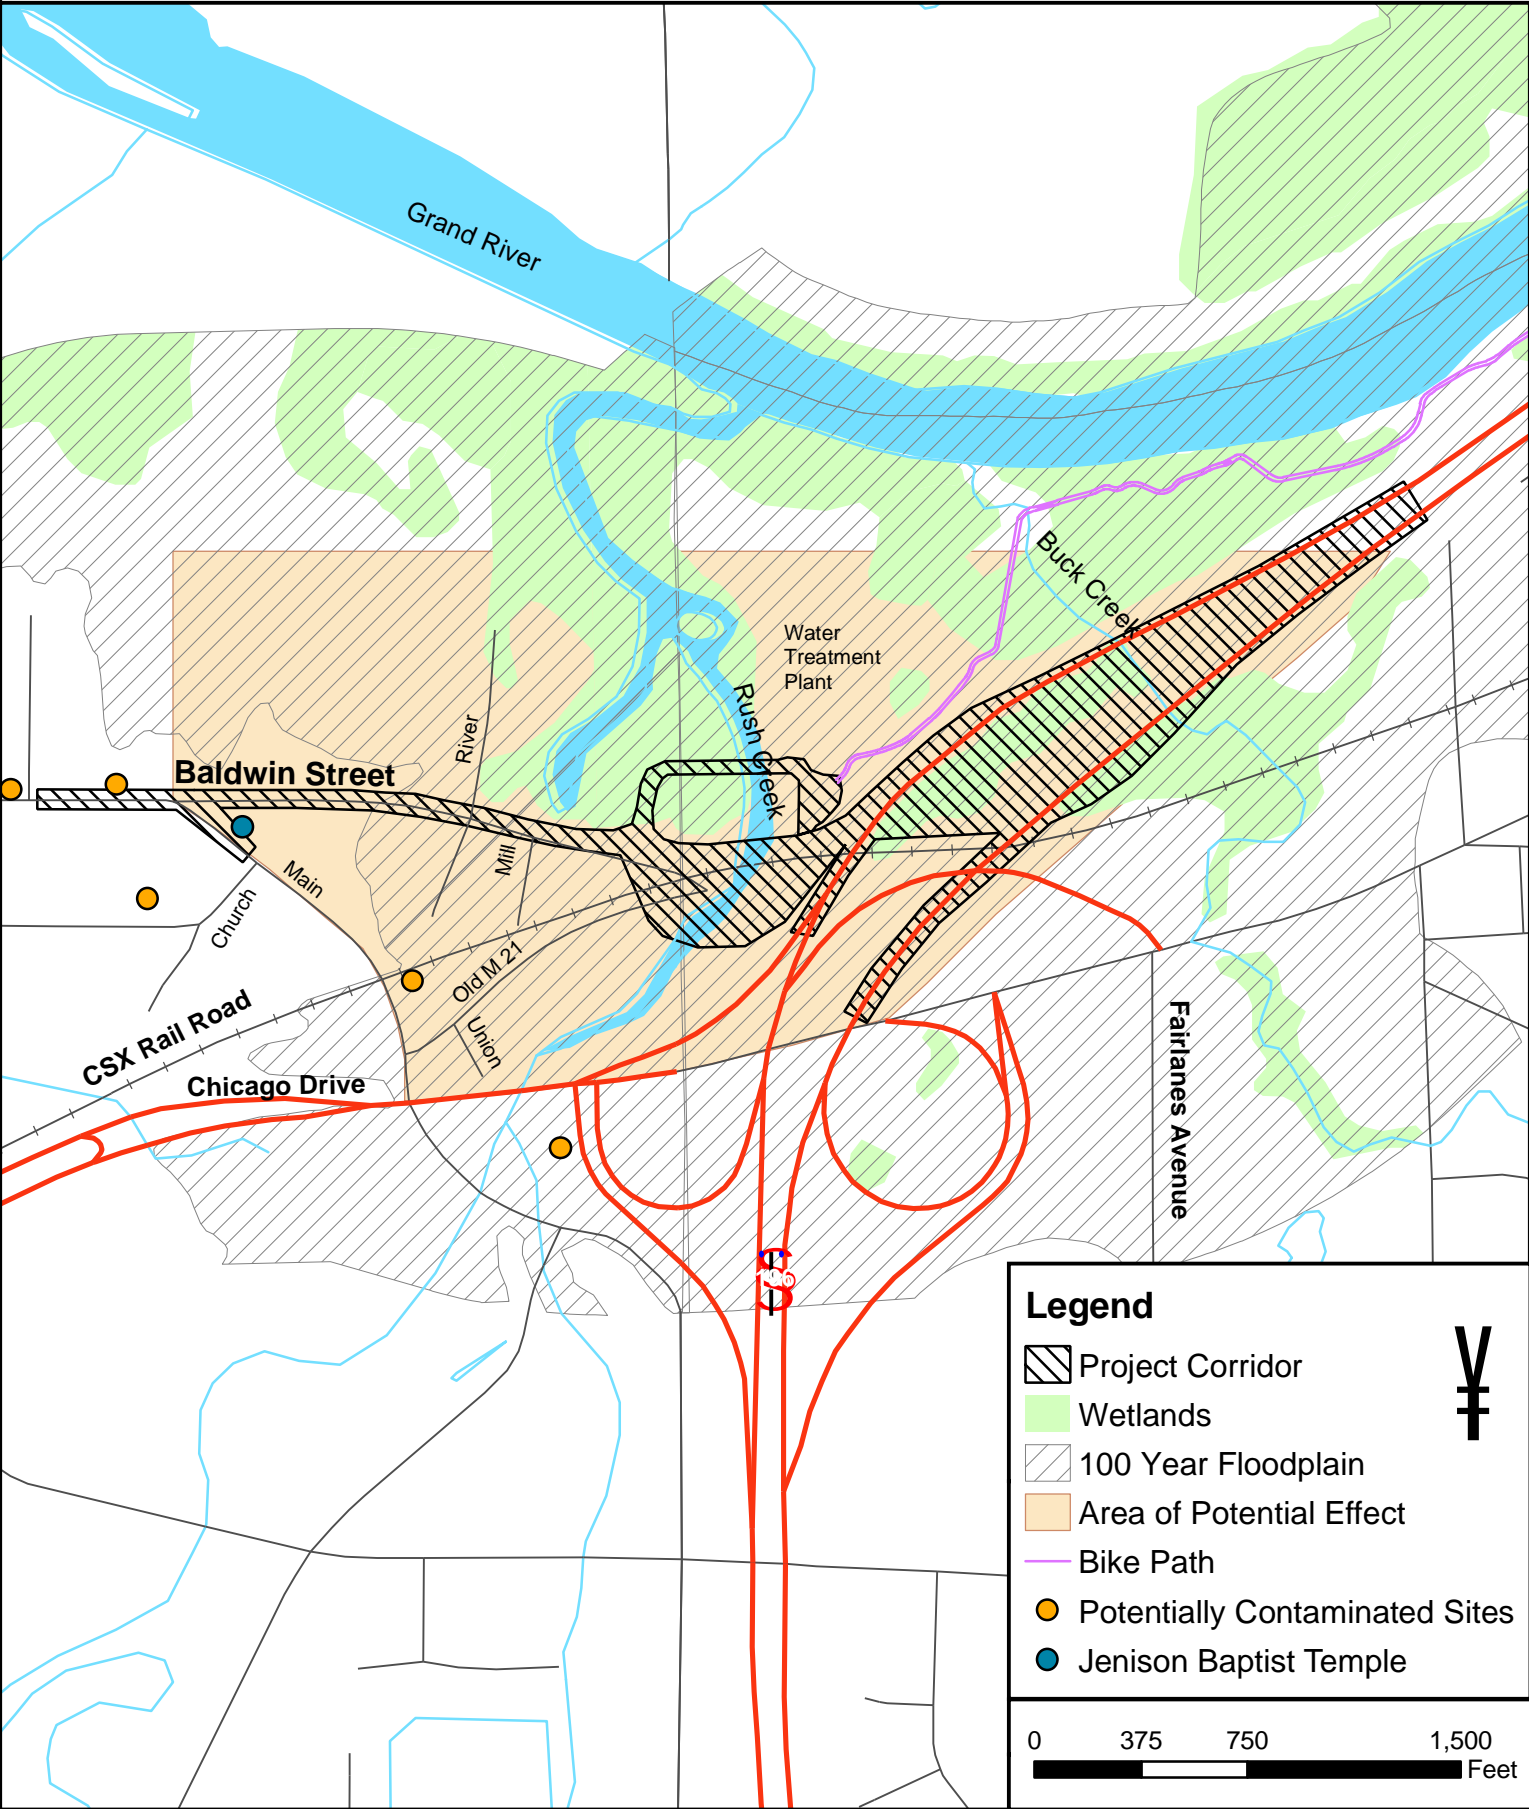 Grand River
Buck Creek
Water
Treatment
Plant
Rush Creek
River
Baldwin Street
Mill
Main
Church
Old M 21
Union
CSX Rail Road
Chicago Drive
Fairlanes Avenue
Legend
Project Corridor
Wetlands
100 Year Floodplain
Area of Potential Effect
Bike Path
Potentially Contaminated Sites
Jenison Baptist Temple
0 375 750 1,500
Feet